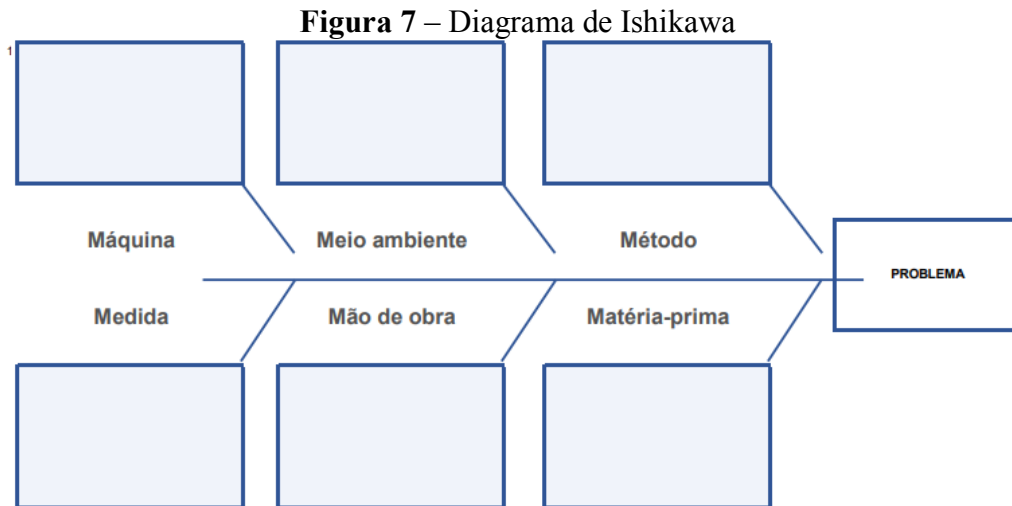 Figura 7 – Diagrama de Ishikawa
1
Máquina
Meio ambiente
Método
PROBLEMA
Medida
Mão de obra
Matéria-prima